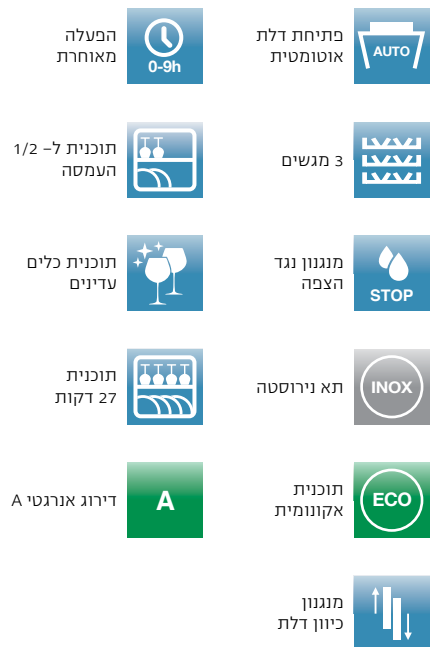 AUTO
פתיחת דלת
אוטומטית
0-9h
הפעלה
מאוחרת
3 מגשים
תוכנית ל– 1/2
העמסה
STOP
מנגנון נגד
הצפה
תוכנית כלים
עדינים
INOX
תא נירוסטה
תוכנית
27 דקות
ECO
תוכנית
אקונומית
A
דירוג אנרגטי A
מנגנון
כיוון דלת